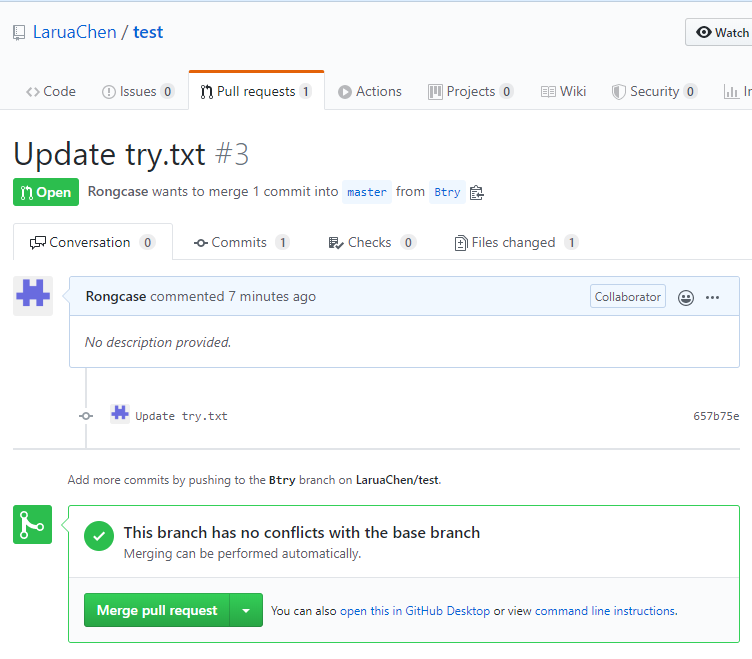 LaruaChen / test
Watch
Code Issues 0 Pull requests 1 Actions Projects 0 Wiki Security 0
Update try.txt #3
Open Rongcase wants to merge 1 commit into master from Btry
Conversation 0 Commits 1 Checks 0 Files changed 1
Rongcase commented 7 minutes ago Collaborator
No description provided.
Update try.txt 657b75e
Add more commits by pushing to the Btry branch on LaruaChen/test.
This branch has no conflicts with the base branch
Merging can be performed automatically.
Merge pull request You can also open this in GitHub Desktop or view command line instructions.